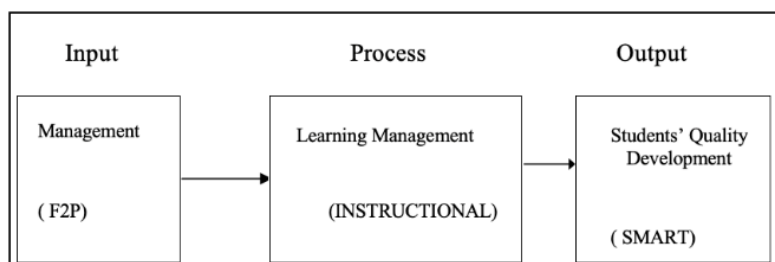 Input Process Output
Management
( F2P)
Learning Management
(INSTRUCTIONAL)
Students' Quality
Development
( SMART)